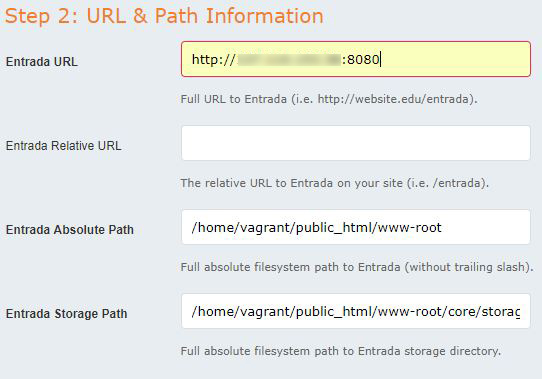 Step 2: URL & Path Information
Entrada URL
http:// :8080
Full URL to Entrada (i.e. http://website.edu/entrada).
Entrada Relative URL
The relative URL to Entrada on your site (i.e. /entrada).
Entrada Absolute Path
/home/vagrant/public_html/www-root
Full absolute filesystem path to Entrada (without trailing slash).
Entrada Storage Path
/home/vagrant/public_html/www-root/core/storag
Full absolute filesystem path to Entrada storage directory.